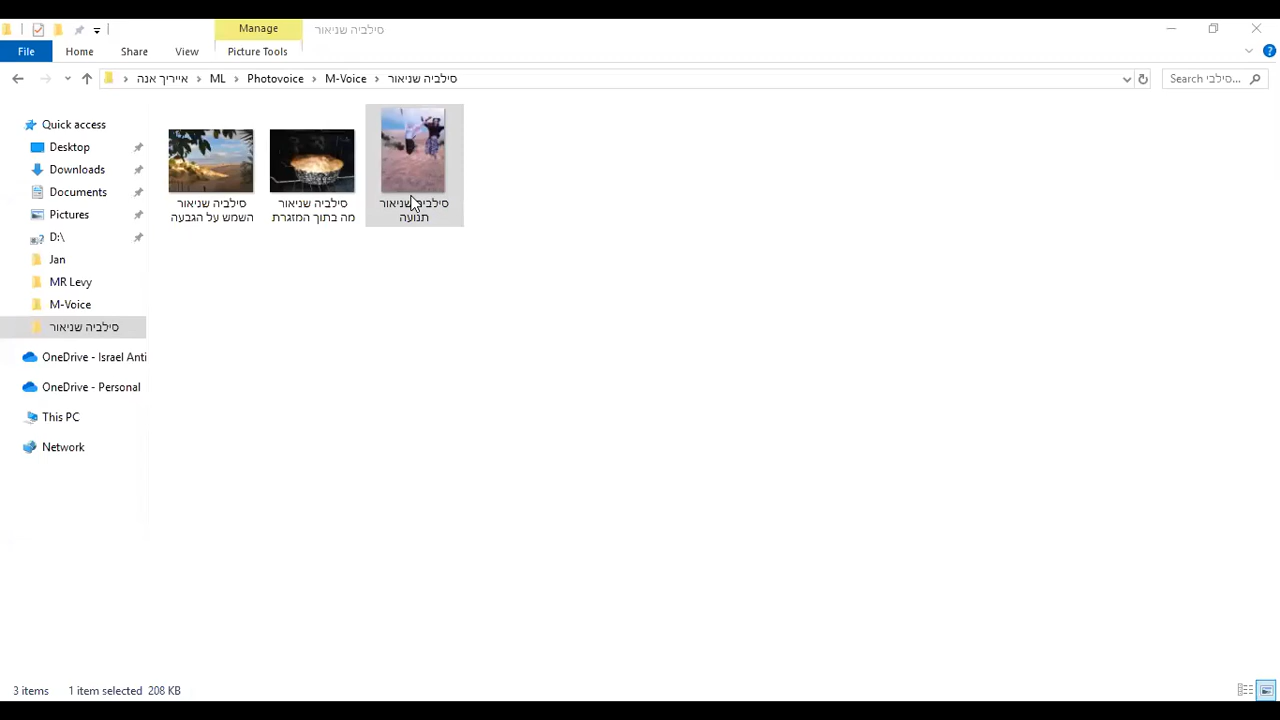 Manage
סילביה שניאור
File
Home
Share
View
Picture Tools
אייריך אנה
ML
Photovoice
M-Voice
סילביה שניאור
Search סילבי...
Quick access
Desktop
Downloads
Documents
Pictures
D:\
Jan
MR Levy
M-Voice
סילביה שניאור
OneDrive - Israel Anti
OneDrive - Personal
This PC
Network
סילביה שניאור
השמש על הגבעה
סילביה שניאור
מה בתוך המזגרת
סילביה שניאור
תנועה
3 items
1 item selected 208 KB